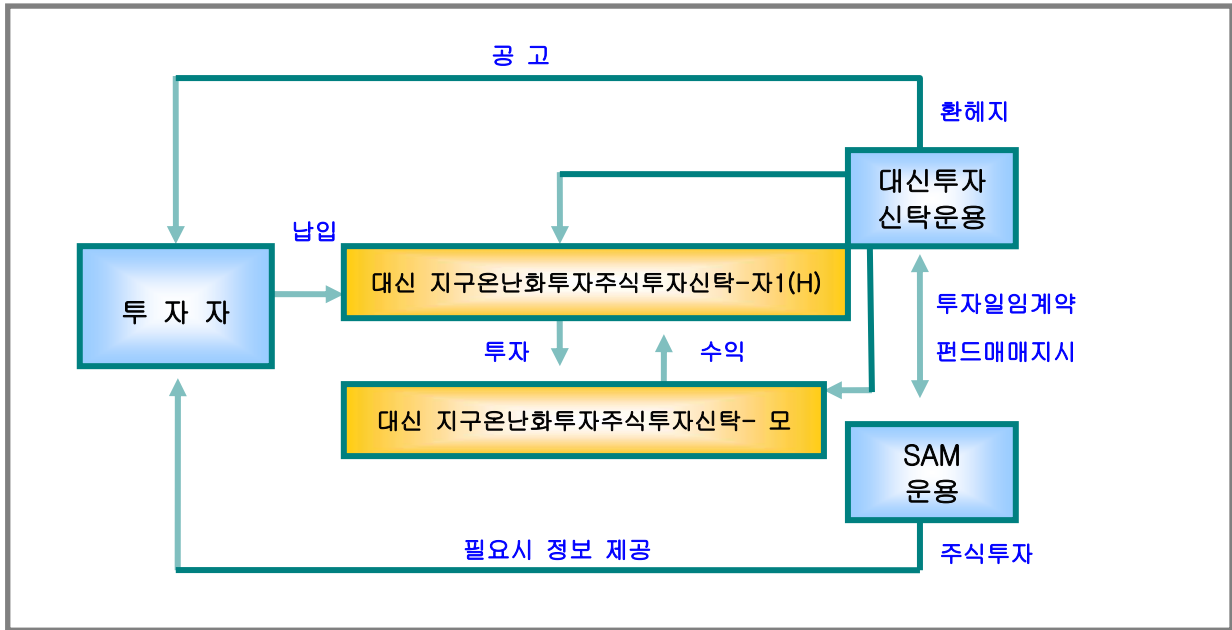 공 고
환헤지
대신투자
신탁운용
납입
투 자 자
대신 지구온난화투자주식투자신탁-자1(H)
투자일임계약
펀드매매지시
투자
수익
대신 지구온난화투자주식투자신탁- 모
SAM
운용
필요시 정보 제공
주식투자